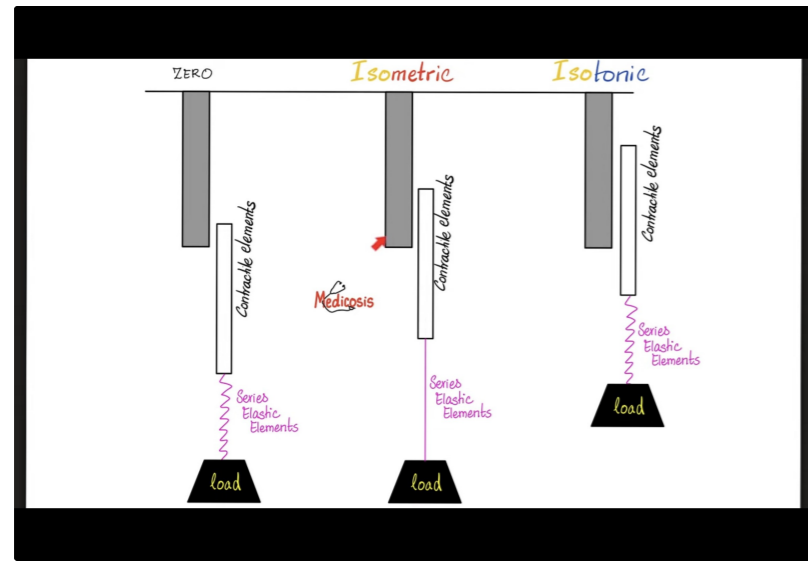 ZERO
Isometric
Isotonic
Contractile elements
Series
Elastic
Elements
load
Medicosis
Contractile elements
Series
Elastic
Elements
load
Contractile elements
Series
Elastic
Elements
load